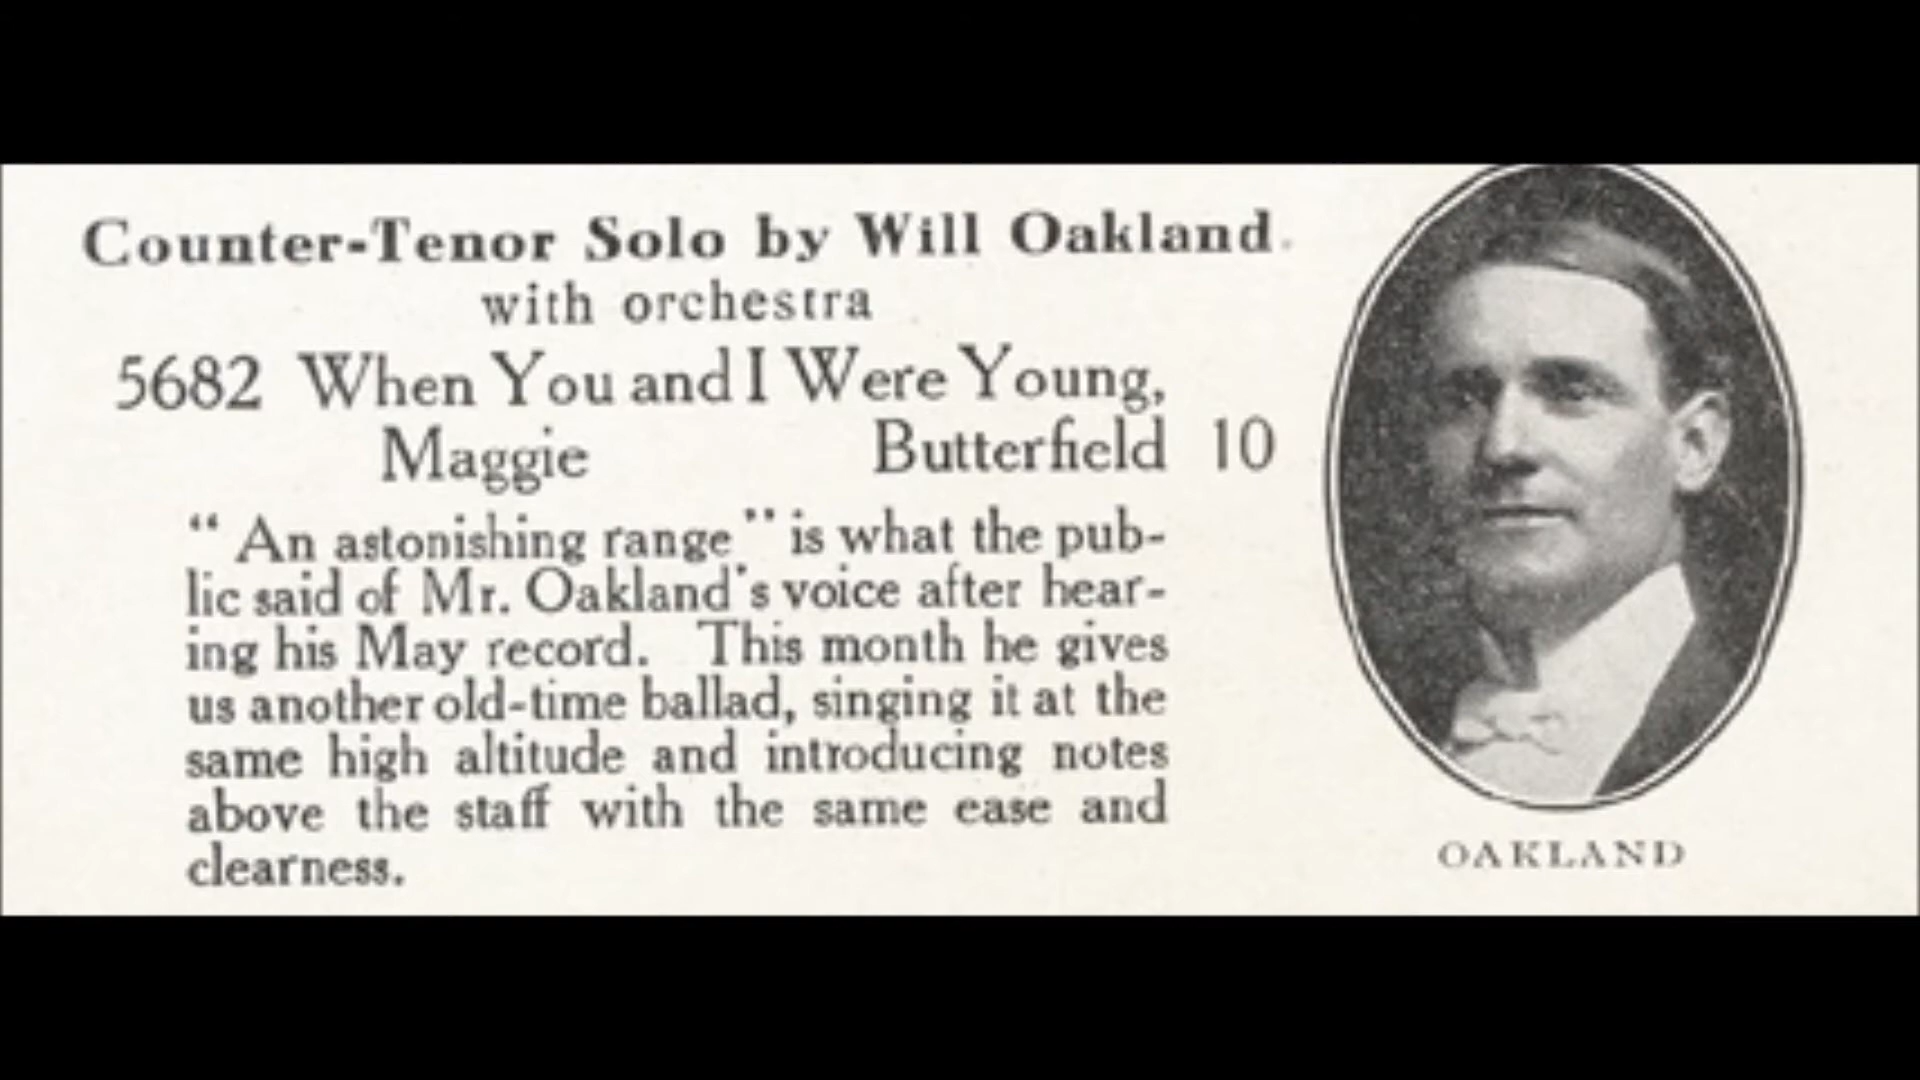 Counter-Tenor Solo by Will Oakland
with orchestra
5682 When You and I Were Young,
Maggie Butterfield 10
"An astonishing range" is what the pub-
lic said of Mr. Oakland's voice after hear-
ing his May record. This month he gives
us another old-time ballad, singing it at the
same high altitude and introducing notes
above the staff with the same ease and
clearness.
OAKLAND